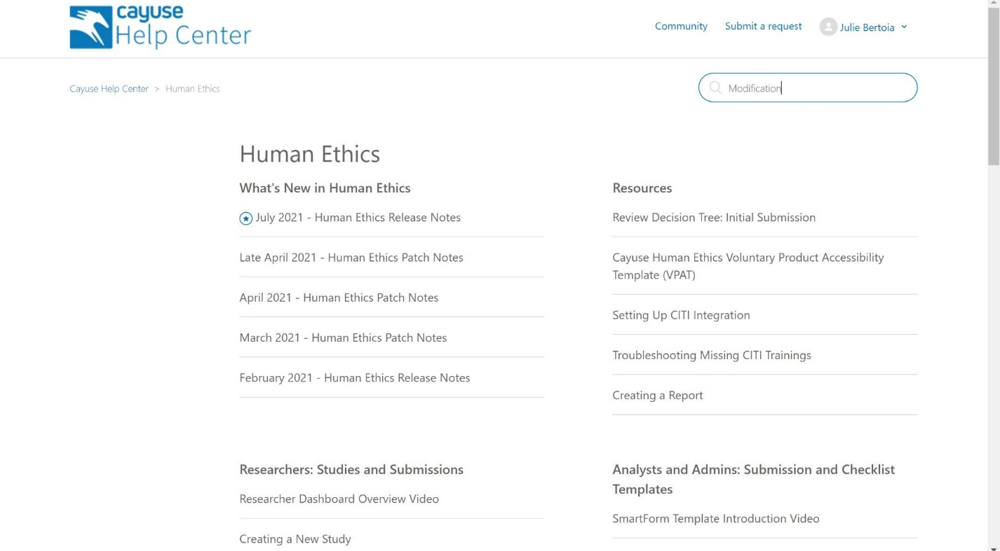 cayuse
Help Center
Community
Submit a request
Julie Bertoia
Cayuse Help Center > Human Ethics
Modification
Human Ethics
What's New in Human Ethics
July 2021 - Human Ethics Release Notes
Late April 2021 - Human Ethics Patch Notes
April 2021 - Human Ethics Patch Notes
March 2021 - Human Ethics Patch Notes
February 2021 - Human Ethics Release Notes
Resources
Review Decision Tree: Initial Submission
Cayuse Human Ethics Voluntary Product Accessibility
Template (VPAT)
Setting Up CITI Integration
Troubleshooting Missing CITI Trainings
Creating a Report
Researchers: Studies and Submissions
Researcher Dashboard Overview Video
Creating a New Study
Analysts and Admins: Submission and Checklist
Templates
SmartForm Template Introduction Video